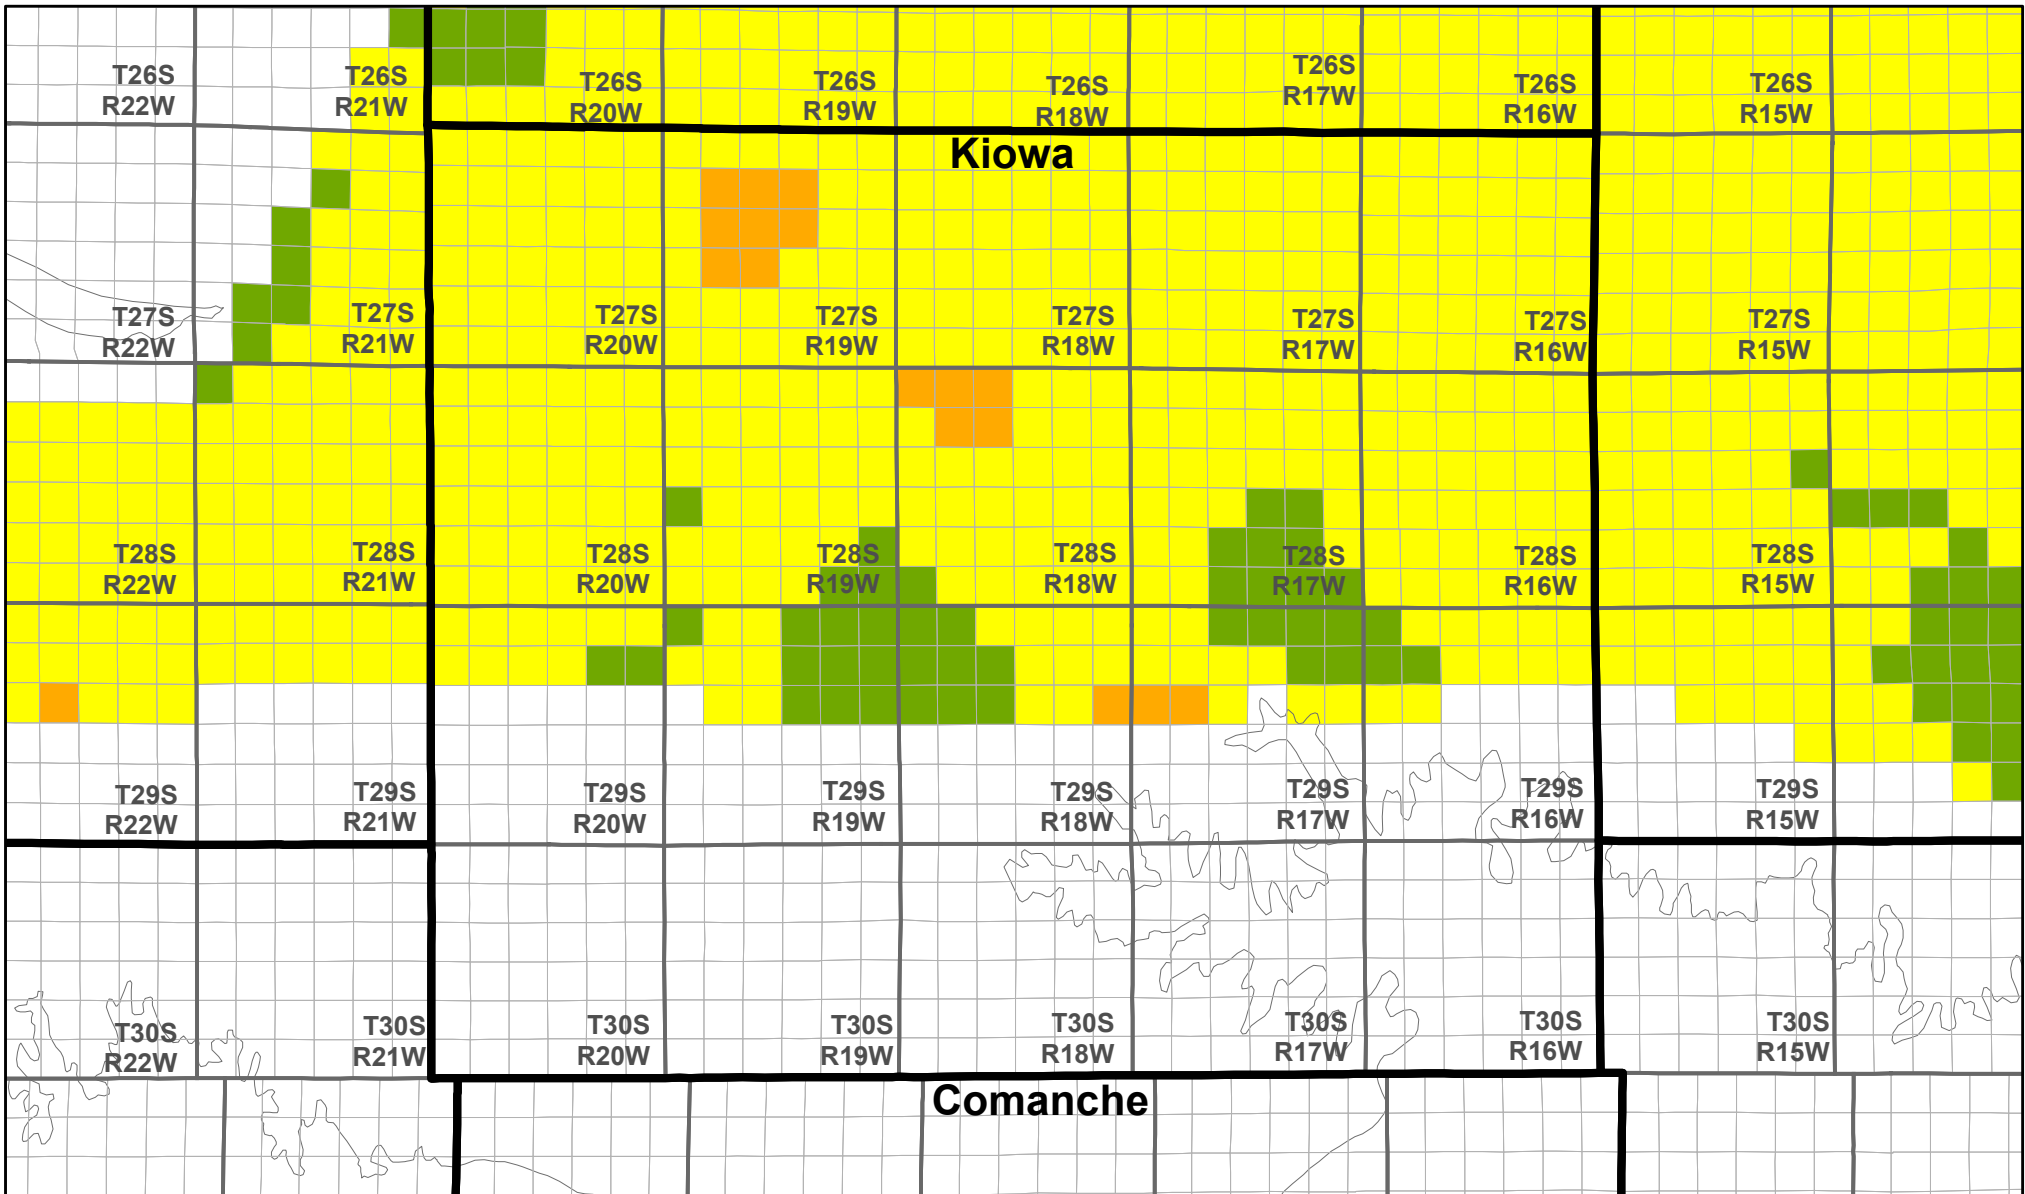 T26S
R22W
T26S
R21W
T26S
R20W
T26S
R19W
T26S
R18W
T26S
R17W
T26S
R16W
T26S
R15W
Kiowa
T27S
R22W
T27S
R21W
T27S
R20W
T27S
R19W
T27S
R18W
T27S
R17W
T27S
R16W
T27S
R15W
T28S
R22W
T28S
R21W
T28S
R20W
T28S
R19W
T28S
R18W
T28S
R17W
T28S
R16W
T28S
R15W
T29S
R22W
T29S
R21W
T29S
R20W
T29S
R19W
T29S
R18W
T29S
R17W
T29S
R16W
T29S
R15W
T30S
R22W
T30S
R21W
T30S
R20W
T30S
R19W
T30S
R18W
T30S
R17W
T30S
R16W
T30S
R15W
Comanche